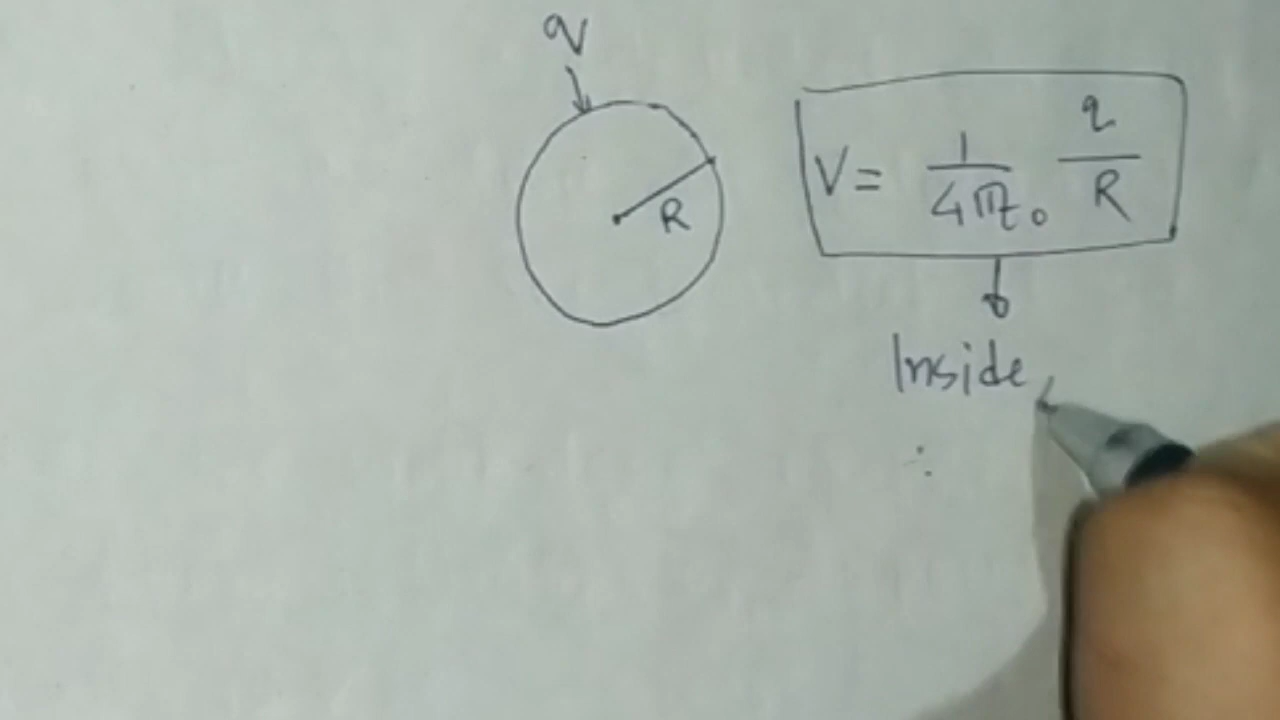 q
R
V = 1/4πε₀ q/R
Inside,